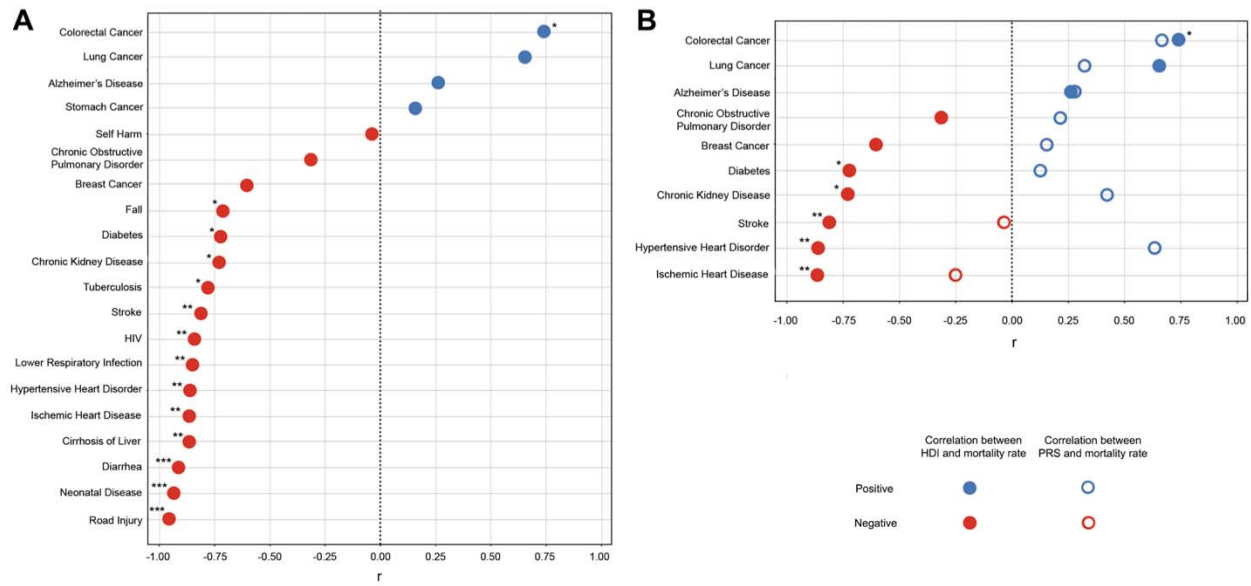 A
Colorectal Cancer *
Lung Cancer
Alzheimer's Disease
Stomach Cancer
Self Harm
Chronic Obstructive
Pulmonary Disorder
Breast Cancer
Fall *
Diabetes *
Chronic Kidney Disease *
Tuberculosis *
Stroke **
HIV **
Lower Respiratory Infection **
Hypertensive Heart Disorder **
Ischemic Heart Disease **
Cirrhosis of Liver **
Diarrhea ***
Neonatal Disease ***
Road Injury ***
-1.00 -0.75 -0.50 -0.25 0.00 0.25 0.50 0.75 1.00
r
B
Colorectal Cancer *
Lung Cancer
Alzheimer's Disease
Chronic Obstructive
Pulmonary Disorder
Breast Cancer
Diabetes *
Chronic Kidney Disease *
Stroke **
Hypertensive Heart Disorder **
Ischemic Heart Disease **
-1.00 -0.75 -0.50 -0.25 0.00 0.25 0.50 0.75 1.00
r
Correlation between
HDI and mortality rate
Correlation between
PRS and mortality rate
Positive
Negative